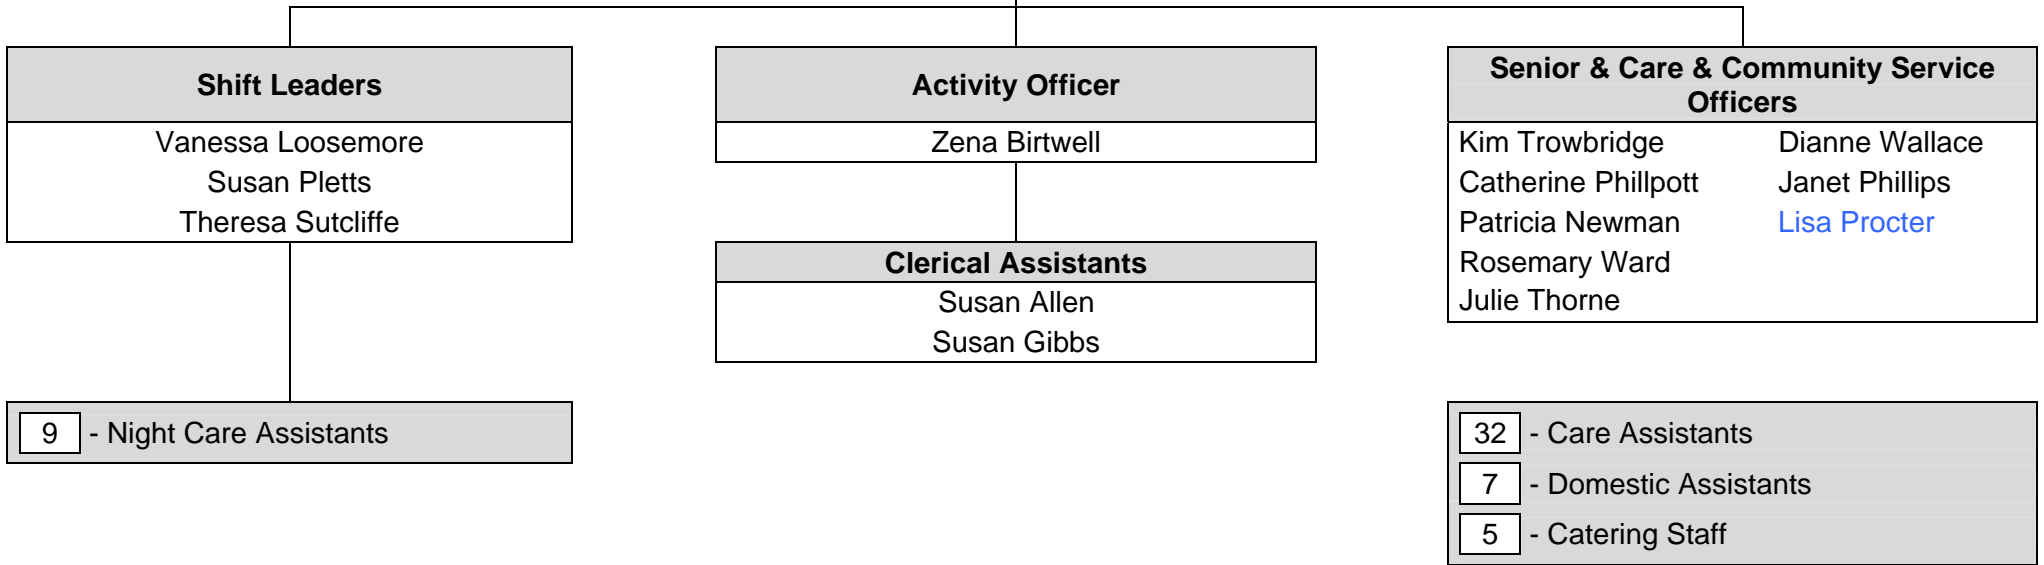 Shift Leaders
Vanessa Loosemore
Susan Pletts
Theresa Sutcliffe
9 - Night Care Assistants
Activity Officer
Zena Birtwell
Clerical Assistants
Susan Allen
Susan Gibbs
Senior & Care & Community Service
Officers
Kim Trowbridge Dianne Wallace
Catherine Phillpott Janet Phillips
Patricia Newman Lisa Procter
Rosemary Ward
Julie Thorne
32 - Care Assistants
7 - Domestic Assistants
5 - Catering Staff